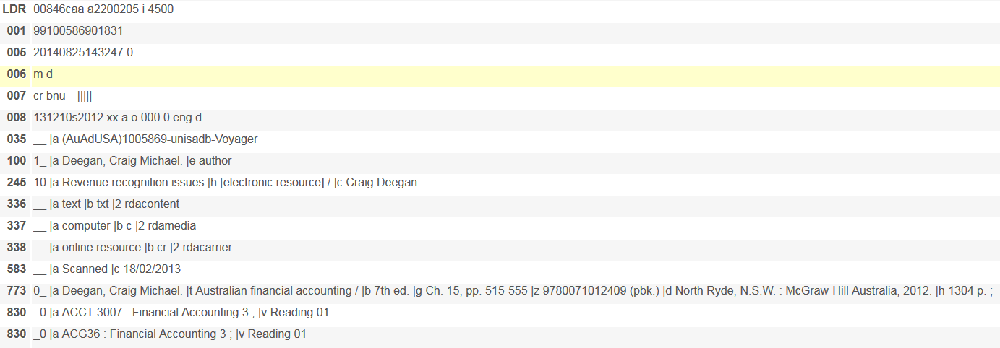 LDR 00846caa a2200205 i 4500
001 99100586901831
005 20140825143247.0
006 m d
007 cr bnu---|||||
008 131210s2012 xx a o 000 0 eng d
035 __ |a (AuAdUSA)1005869-unisadb-Voyager
100 1_ |a Deegan, Craig Michael. |e author
245 10 |a Revenue recognition issues |h [electronic resource] / |c Craig Deegan.
336 __ |a text |b txt |2 rdacontent
337 __ |a computer |b c |2 rdamedia
338 __ |a online resource |b cr |2 rdacarrier
583 __ |a Scanned |c 18/02/2013
773 0_ |a Deegan, Craig Michael. |t Australian financial accounting / |b 7th ed. |g Ch. 15, pp. 515-555 |z 9780071012409 (pbk.) |d North Ryde, N.S.W. : McGraw-Hill Australia, 2012. |h 1304 p. ;
830 _0 |a ACCT 3007 : Financial Accounting 3 ; |v Reading 01
830 _0 |a ACG36 : Financial Accounting 3 ; |v Reading 01